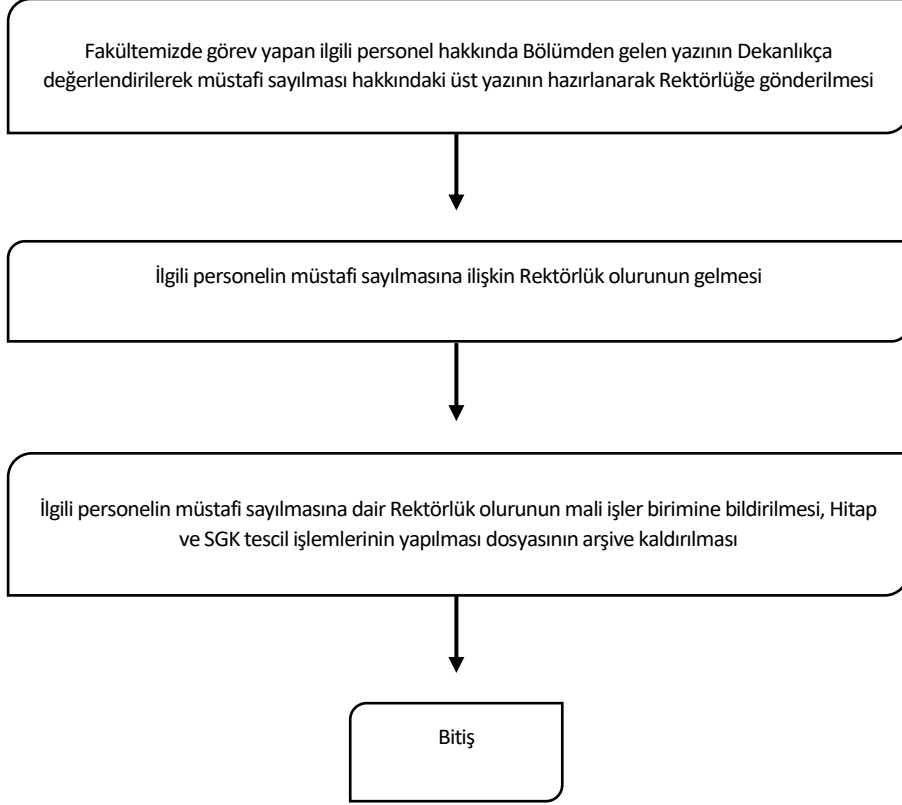 Fakültemizde görev yapan ilgili personel hakkında Bölümden gelen yazının Dekanlıkça
değerlendirilerek müstafi sayılması hakkındaki üst yazının hazırlanarak Rektörlüğe gönderilmesi
İlgili personelin müstafi sayılmasına ilişkin Rektörlük olurunun gelmesi
İlgili personelin müstafi sayılmasına dair Rektörlük olurunun mali işler birimine bildirilmesi, Hitap
ve SGK tescil işlemlerinin yapılması dosyasının arşive kaldırılması
Bitiş